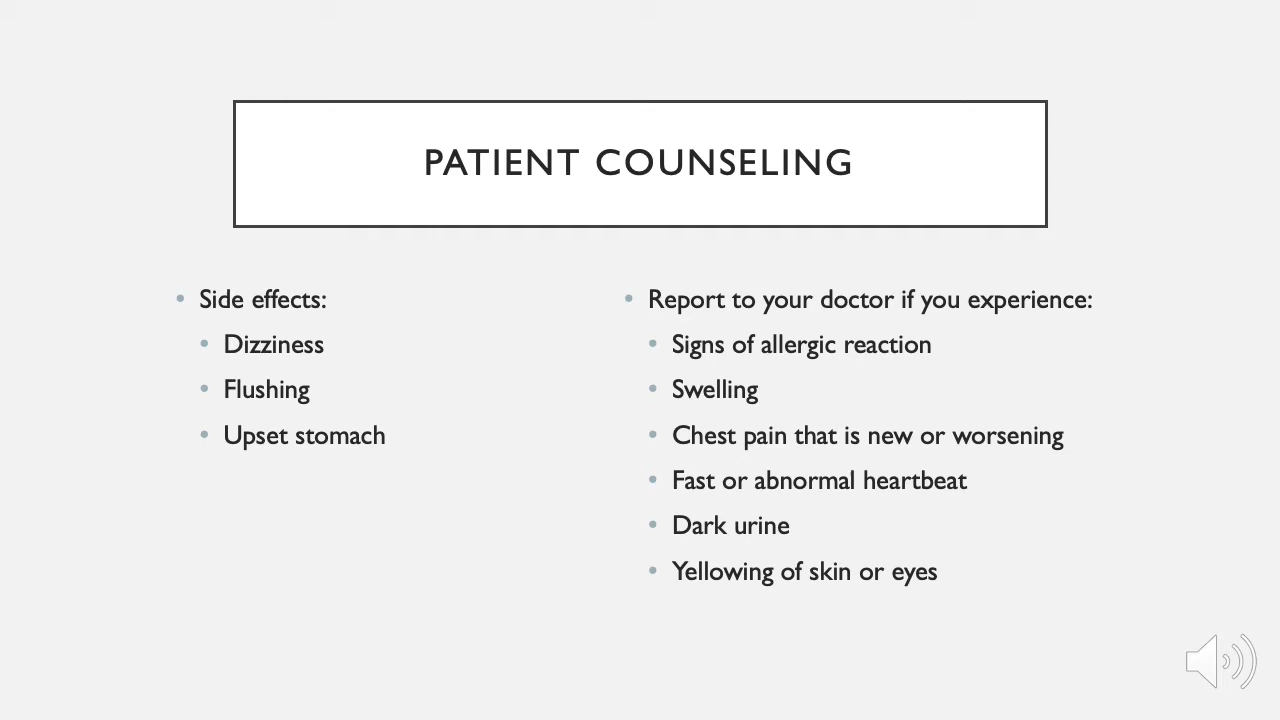 PATIENT COUNSELING
• Side effects:
• Dizziness
• Flushing
• Upset stomach
• Report to your doctor if you experience:
• Signs of allergic reaction
• Swelling
• Chest pain that is new or worsening
• Fast or abnormal heartbeat
• Dark urine
• Yellowing of skin or eyes